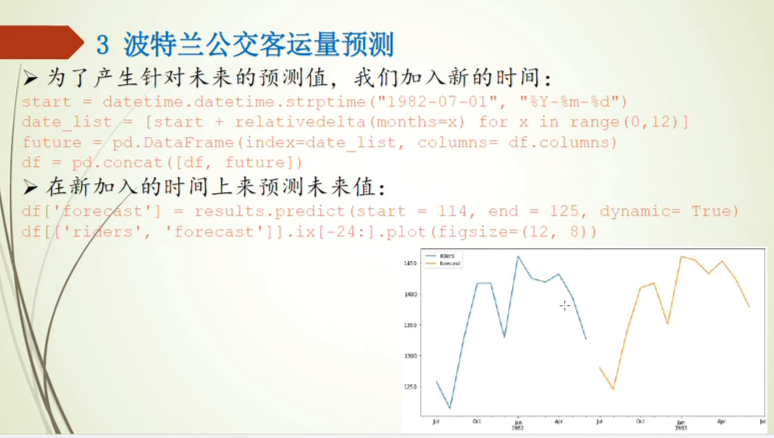 3 波特兰公交客运量预测
➢ 为了产生针对未来的预测值，我们加入新的时间：
start = datetime.datetime.strptime("1982-07-01", "%Y-%m-%d")
date_list = [start + relativedelta(months=x) for x in range(0,12)]
future = pd.DataFrame(index=date_list, columns= df.columns)
df = pd.concat([df, future])
➢ 在新加入的时间上来预测未来值：
df['forecast'] = results.predict(start = 114, end = 125, dynamic= True)
df[['riders', 'forecast']].ix[-24:].plot(figsize=(12, 8))
riders
forecast
1450
1400
1350
1300
1250
Jul Oct Jan Apr Jul Oct Jan Apr Jul
1982 1983